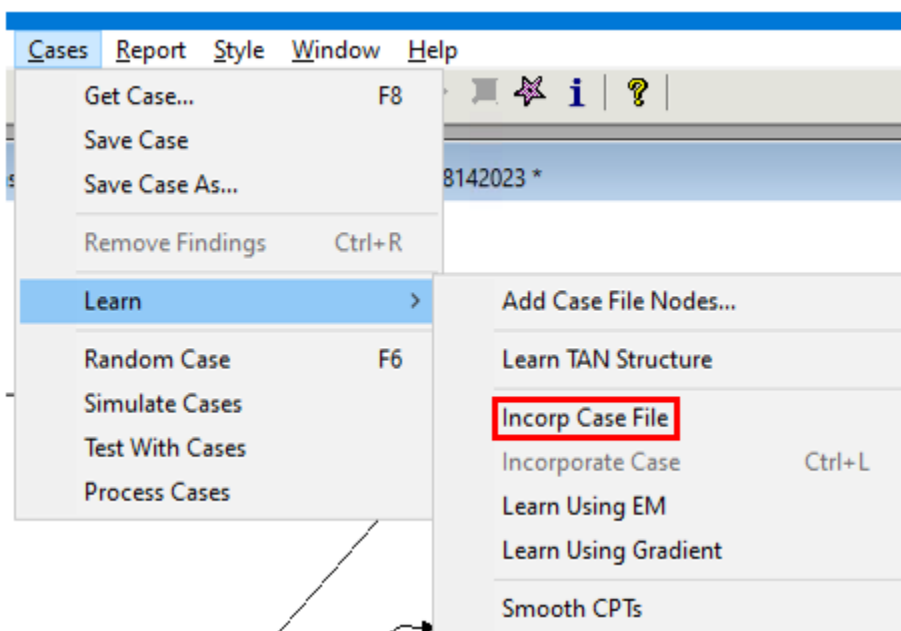 Cases Report Style Window Help
Get Case... F8
Save Case
8142023 *
Save Case As...
Remove Findings Ctrl+R
Learn >
Add Case File Nodes...
Random Case F6
Learn TAN Structure
Simulate Cases
Incorp Case File
Test With Cases
Incorporate Case Ctrl+L
Process Cases
Learn Using EM
Learn Using Gradient
Smooth CPTs